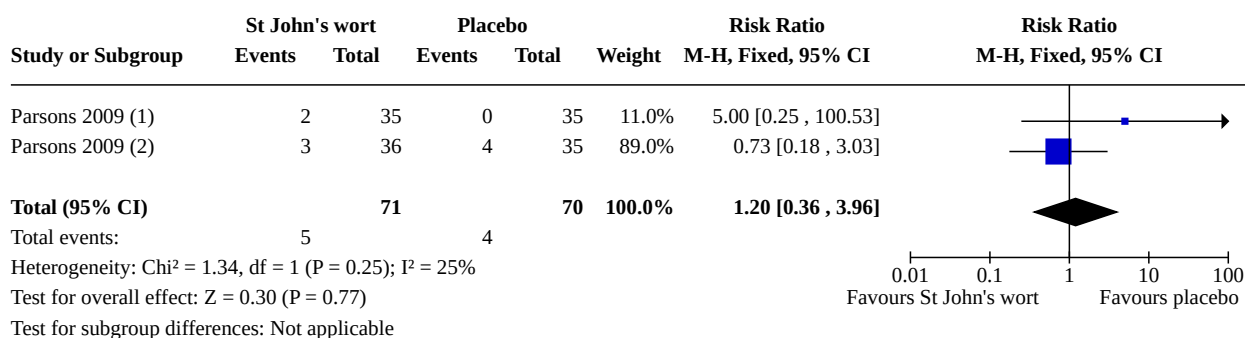 St John's wort Placebo Risk Ratio Risk Ratio
Study or Subgroup Events Total Events Total Weight M-H, Fixed, 95% CI M-H, Fixed, 95% CI
Parsons 2009 (1) 2 35 0 35 11.0% 5.00 [0.25 , 100.53]
Parsons 2009 (2) 3 36 4 35 89.0% 0.73 [0.18 , 3.03]
Total (95% CI) 71 70 100.0% 1.20 [0.36 , 3.96]
Total events: 5 4
Heterogeneity: Chi² = 1.34, df = 1 (P = 0.25); I² = 25%
Test for overall effect: Z = 0.30 (P = 0.77)
Test for subgroup differences: Not applicable
0.01 0.1 1 10 100
Favours St John's wort Favours placebo